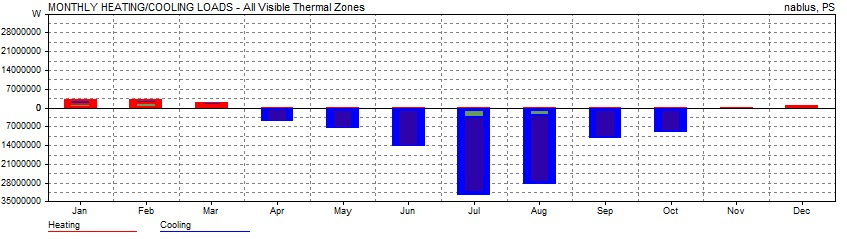 MONTHLY HEATING/COOLING LOADS - All Visible Thermal Zones nablus, PS
W
28000000
21000000
14000000
7000000
0
7000000
14000000
21000000
28000000
35000000
Jan Feb Mar Apr May Jun Jul Aug Sep Oct Nov Dec
Heating Cooling